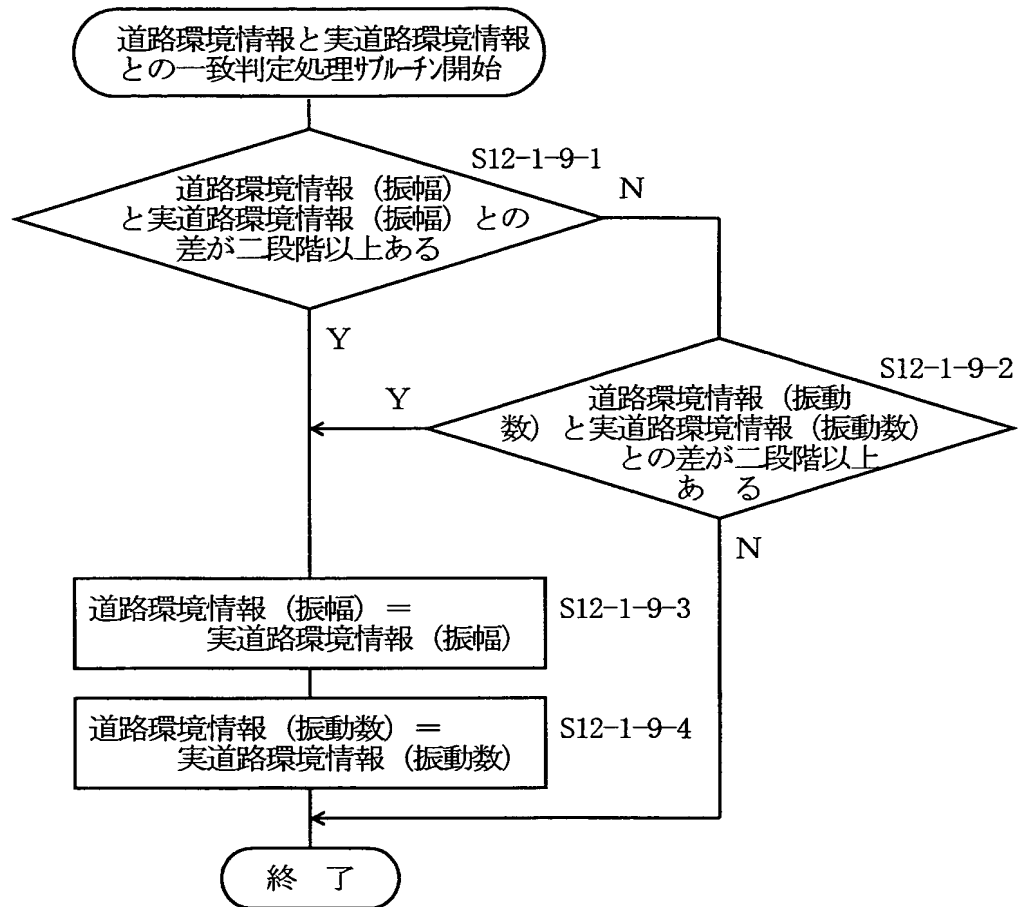 道路環境情報と実道路環境情報
との一致判定処理ｻﾌﾞﾙｰﾁﾝ開始
S12-1-9-1
道路環境情報（振幅）
と実道路環境情報（振幅）との
差が二段階以上ある
N
Y
S12-1-9-2
道路環境情報（振動
数）と実道路環境情報（振動数）
との差が二段階以上
あ　る
Y
N
道路環境情報（振幅）＝
実道路環境情報（振幅）
S12-1-9-3
道路環境情報（振動数）＝
実道路環境情報（振動数）
S12-1-9-4
終　了